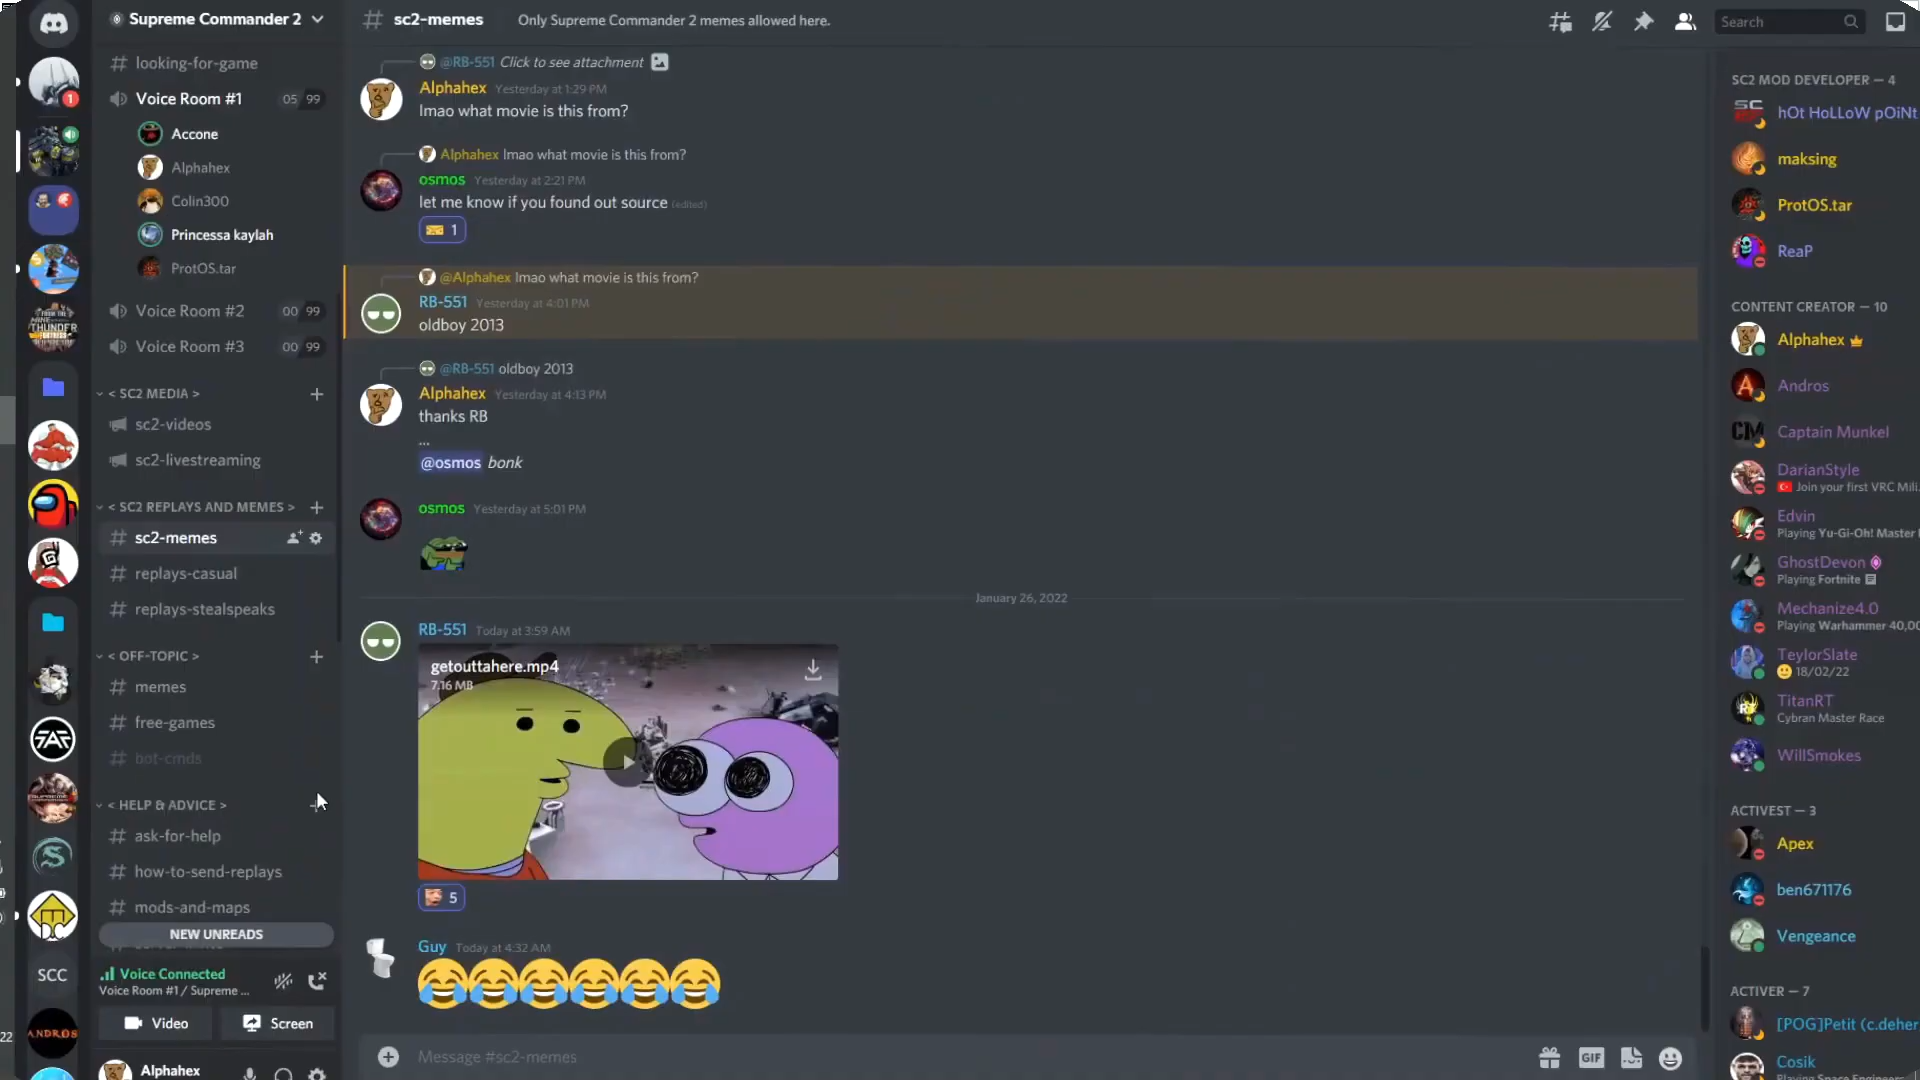 Supreme Commander 2
looking-for-game
Voice Room #1 05 99
Accone
Alphahex
Colin300
Princessa kaylah
ProtOS.tar
Voice Room #2 00 99
Voice Room #3 00 99
< SC2 MEDIA >
sc2-videos
sc2-livestreaming
< SC2 REPLAYS AND MEMES >
sc2-memes
replays-casual
replays-stealspeaks
< OFF-TOPIC >
memes
free-games
bot-cmds
< HELP & ADVICE >
ask-for-help
how-to-send-replays
mods-and-maps
NEW UNREADS
Voice Connected
Voice Room #1 / Supreme ...
Video Screen
Alphahex
1
THUNDER
FAF
SCC
ANDROS
22
# sc2-memes Only Supreme Commander 2 memes allowed here.
Search
@RB-551 Click to see attachment
Alphahex Yesterday at 1:29 PM
lmao what movie is this from?
Alphahex lmao what movie is this from?
osmos Yesterday at 2:21 PM
let me know if you found out source (edited)
1
@Alphahex lmao what movie is this from?
RB-551 Yesterday at 4:01 PM
oldboy 2013
@RB-551 oldboy 2013
Alphahex Yesterday at 4:13 PM
thanks RB
...
@osmos bonk
osmos Yesterday at 5:01 PM
January 26, 2022
RB-551 Today at 3:59 AM
getouttahere.mp4
7.16 MB
5
Guy Today at 4:32 AM
Message #sc2-memes
GIF
SC2 MOD DEVELOPER — 4
hOt HoLLoW pOiNt
maksing
ProtOS.tar
ReaP
CONTENT CREATOR — 10
Alphahex
Andros
Captain Munkel
DarianStyle
Join your first VRC Mili...
Edvin
Playing Yu-Gi-Oh! Master
GhostDevon
Playing Fortnite
Mechanize4.0
Playing Warhammer 40,00
TeylorSlate
18/02/22
TitanRT
Cybran Master Race
WillSmokes
ACTIVEST — 3
Apex
ben671176
Vengeance
ACTIVER — 7
[POG]Petit (c.deher
Cosik
Playing Space Engineers